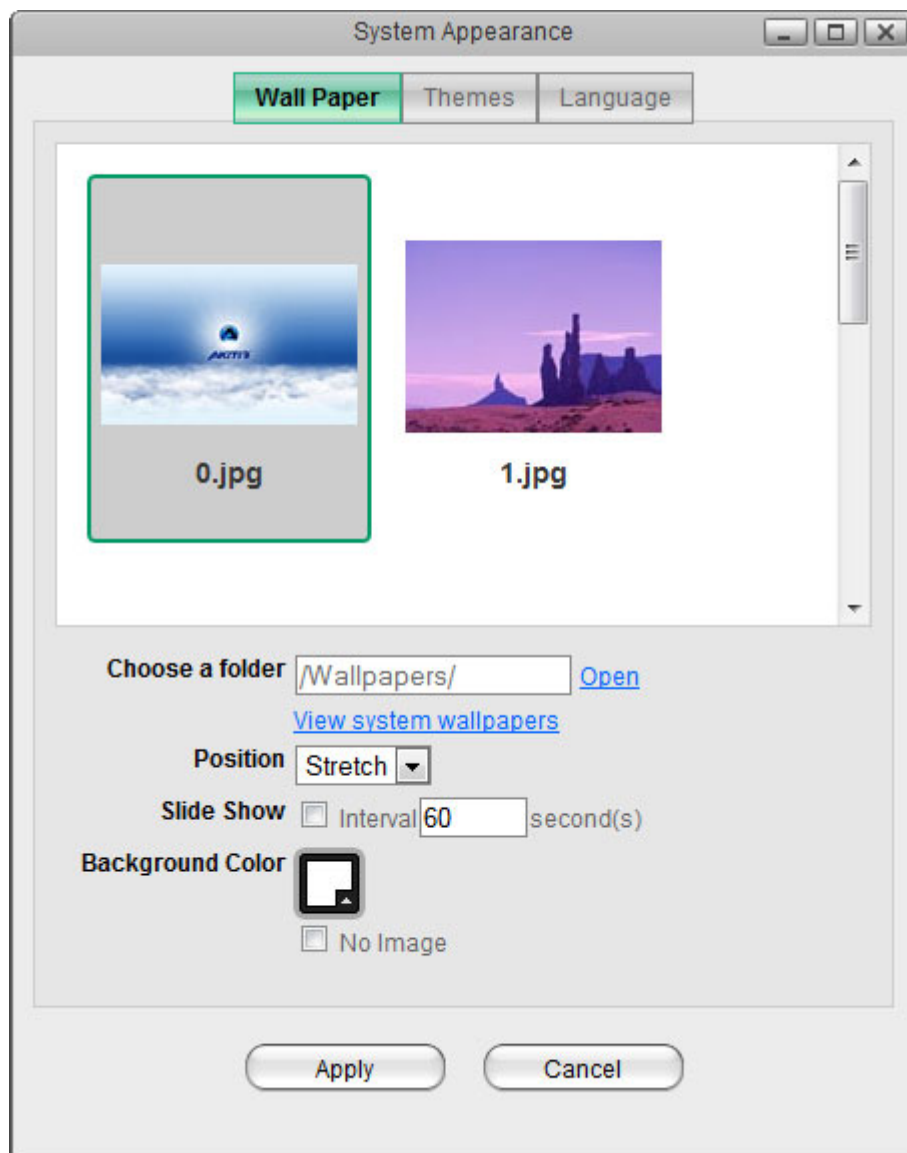 System Appearance
Wall Paper Themes Language
AKiTiO
0.jpg 1.jpg
Choose a folder /Wallpapers/ Open
View system wallpapers
Position Stretch
Slide Show Interval 60 second(s)
Background Color
No Image
Apply Cancel